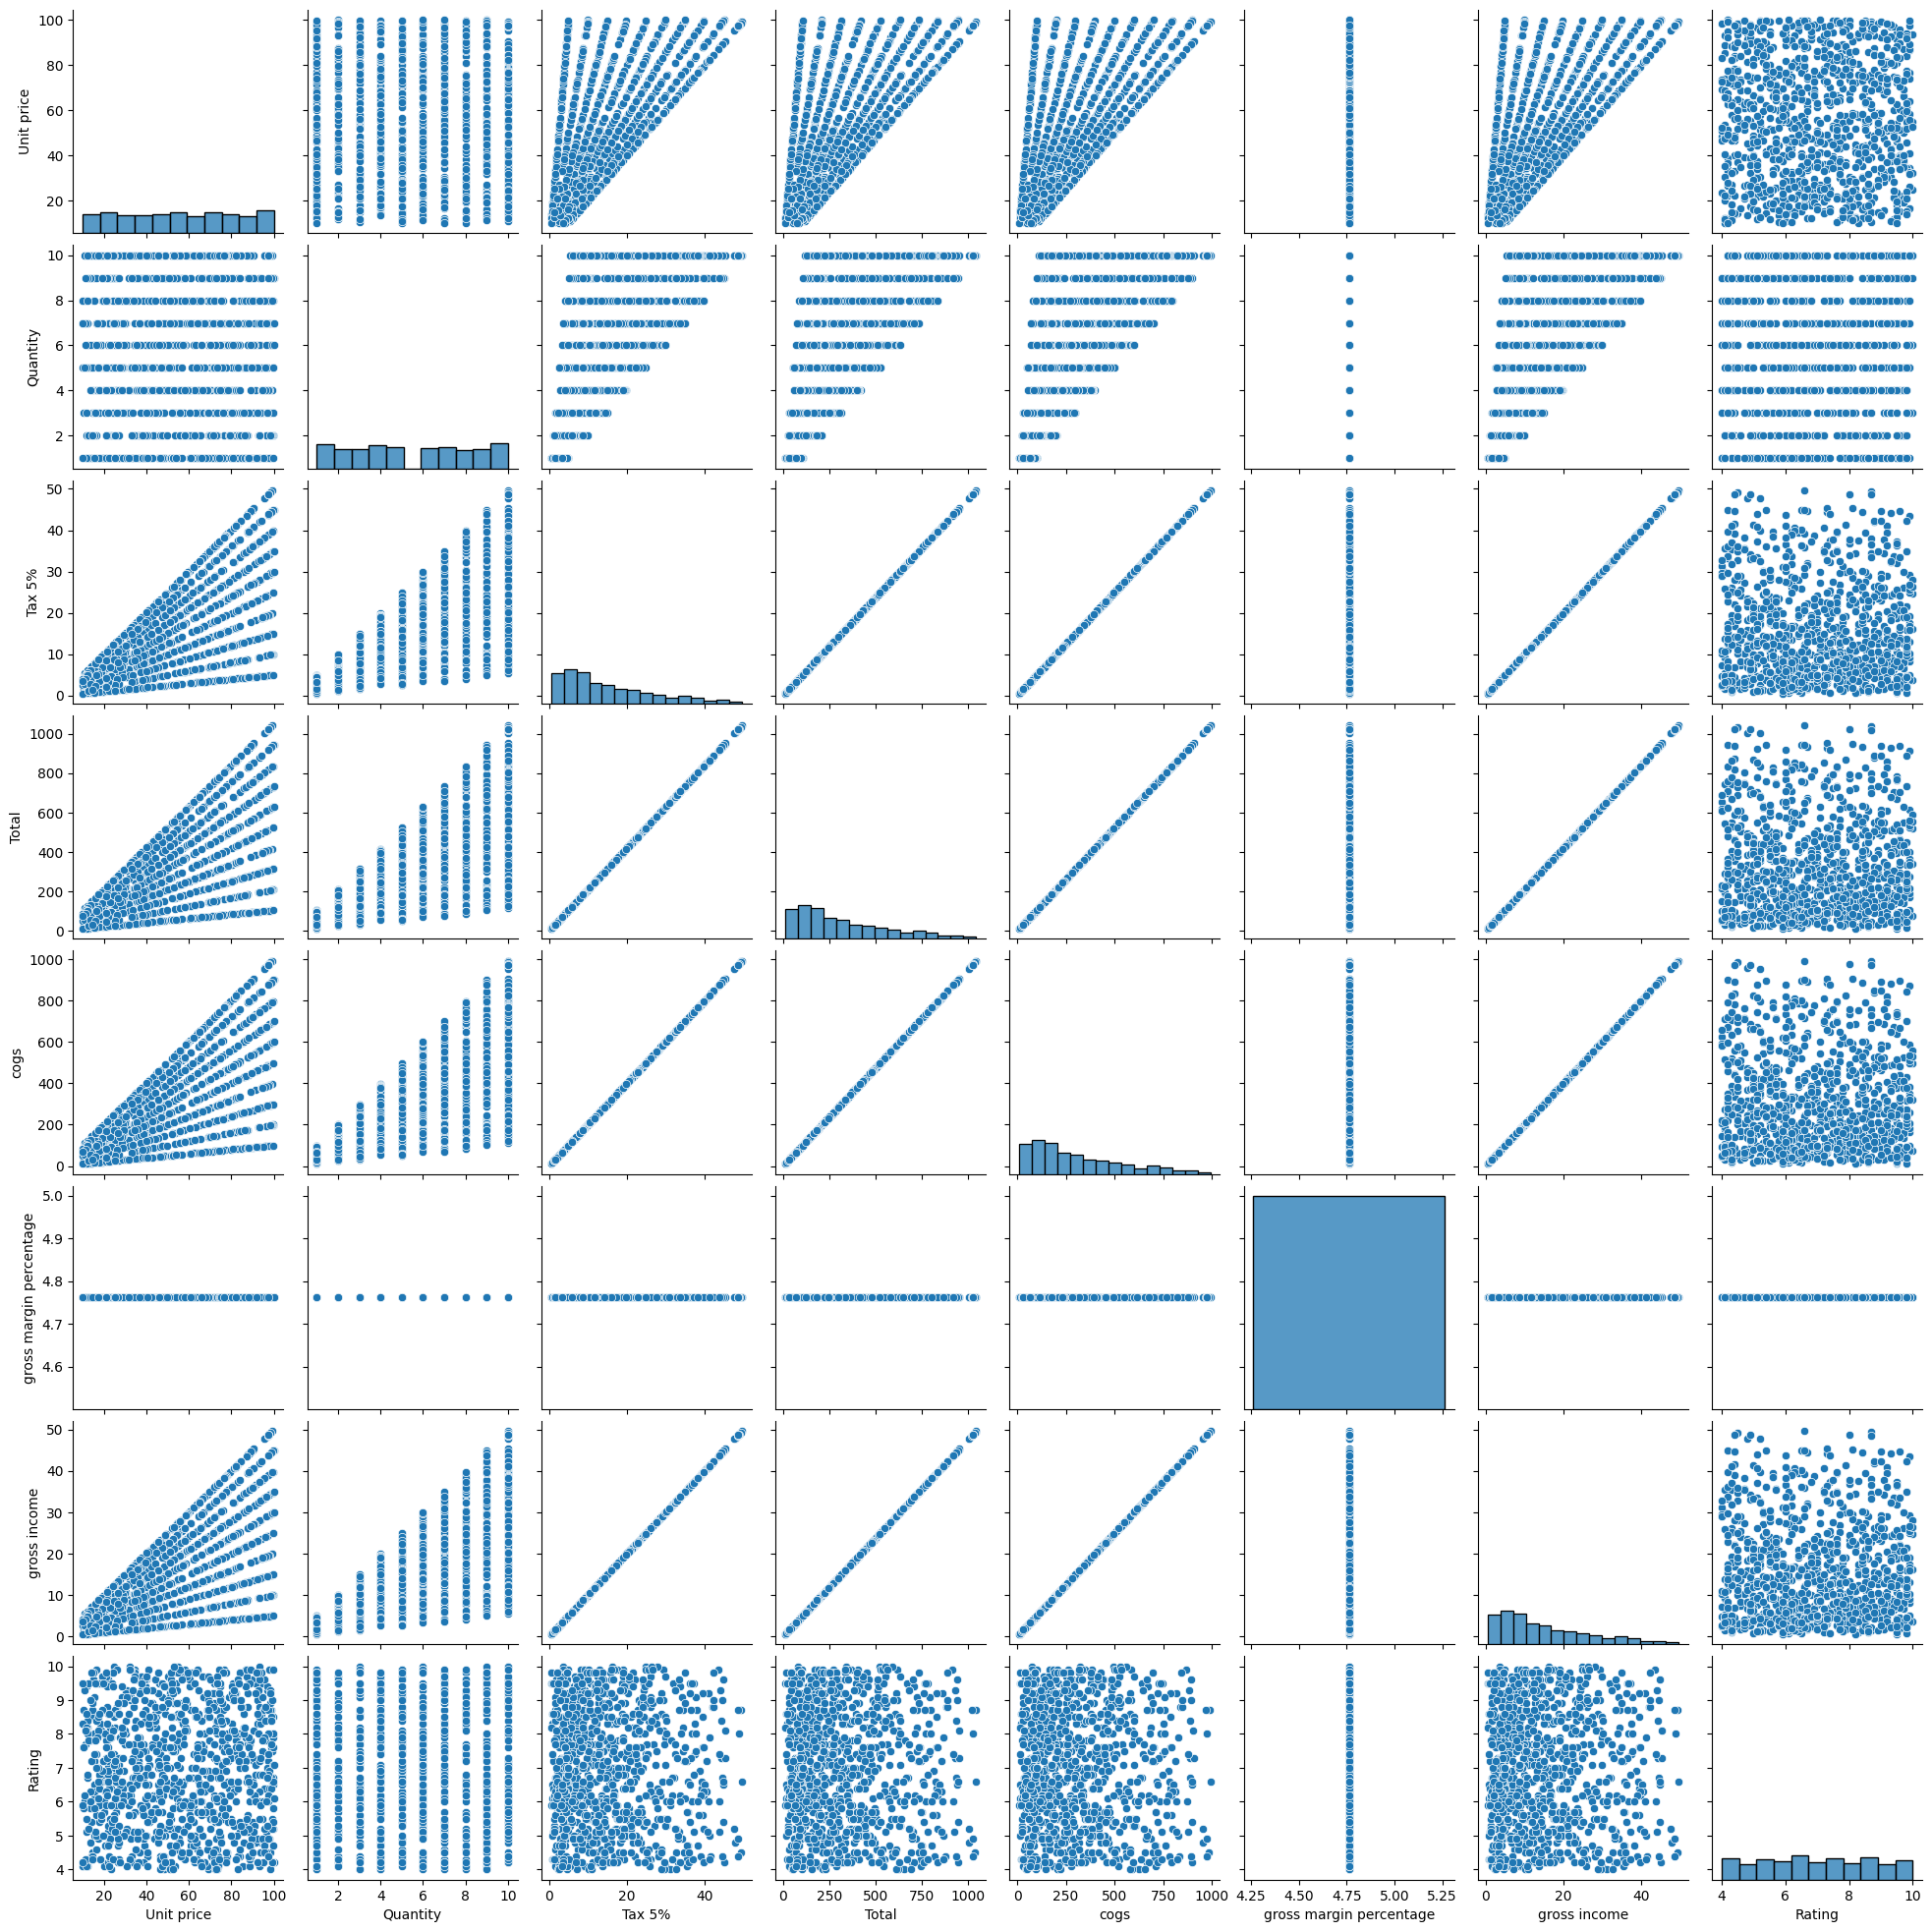 100
80
60
40
20
Unit price
10
8
6
4
2
Quantity
50
40
30
20
10
0
Tax 5%
1000
800
600
400
200
0
Total
1000
800
600
400
200
0
cogs
5.0
4.9
4.8
4.7
4.6
gross margin percentage
50
40
30
20
10
0
gross income
10
9
8
7
6
5
4
Rating
20 40 60 80 100
2 4 6 8 10
0 20 40
0 250 500 750 1000
0 250 500 750 1000
4.25 4.50 4.75 5.00 5.25
0 20 40
4 6 8 10
Unit price
Quantity
Tax 5%
Total
cogs
gross margin percentage
gross income
Rating